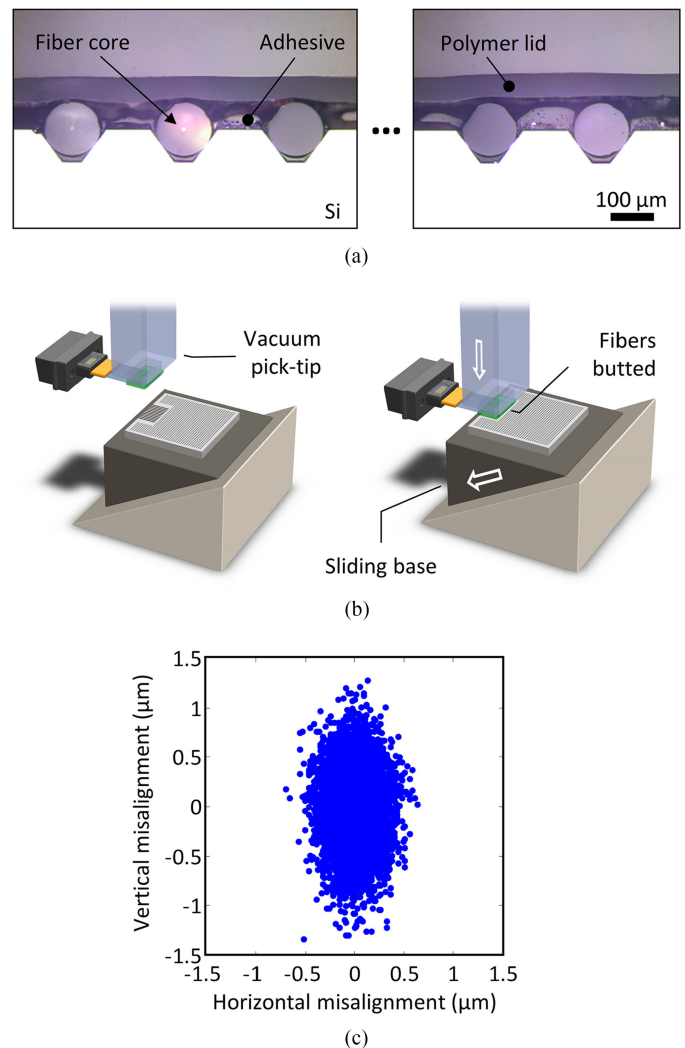 Fiber core
Adhesive
Polymer lid
Si
100 µm
(a)
Vacuum
pick-tip
Fibers
butted
Sliding base
(b)
1.5
1
0.5
0
-0.5
-1
-1.5
Vertical misalignment (µm)
-1.5 -1 -0.5 0 0.5 1 1.5
Horizontal misalignment (µm)
(c)